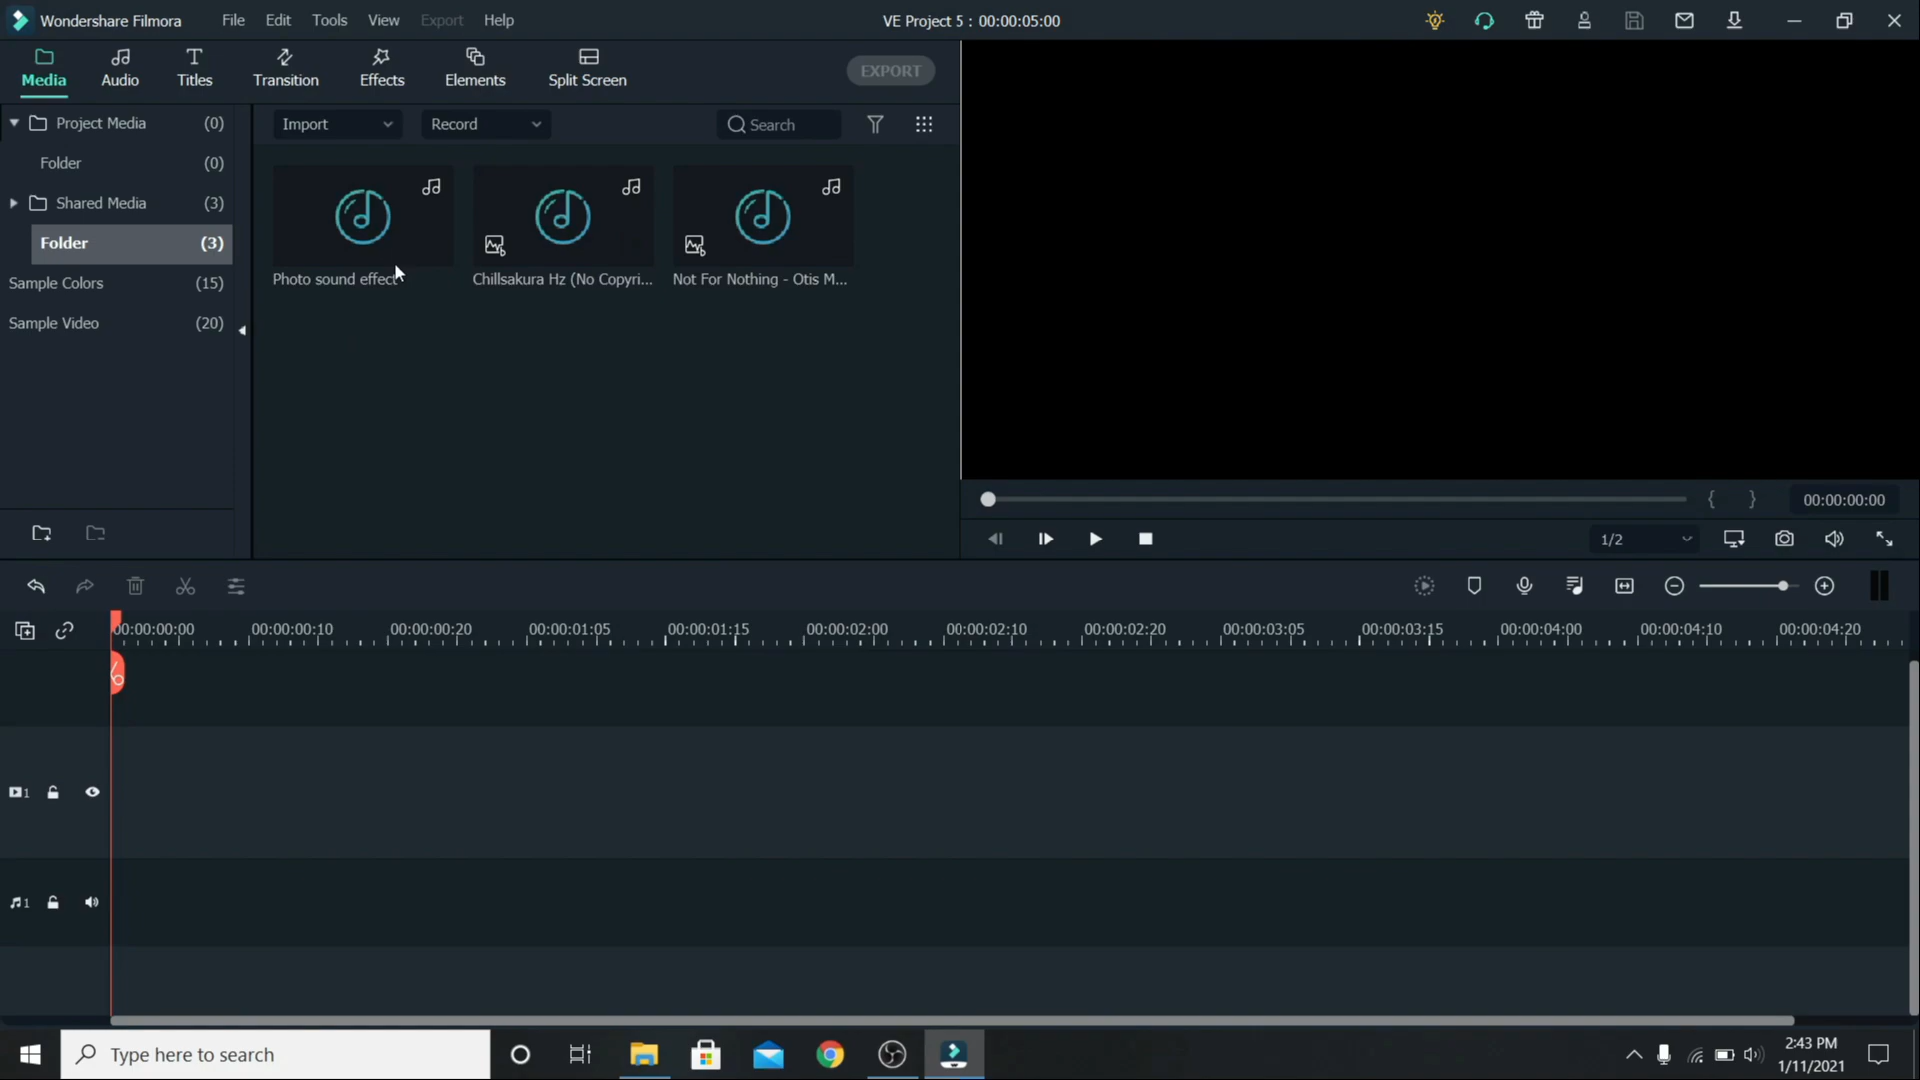 Wondershare Filmora File Edit Tools View Export Help VE Project 5 : 00:00:05:00
Media Audio Titles Transition Effects Elements Split Screen EXPORT
Project Media (0)
Folder (0)
Shared Media (3)
Folder (3)
Sample Colors (15)
Sample Video (20)
Import Record Search
Photo sound effect Chillsakura Hz (No Copyri... Not For Nothing - Otis M...
00:00:00:00
1/2
00:00:00:00 00:00:00:10 00:00:00:20 00:00:01:05 00:00:01:15 00:00:02:00 00:00:02:10 00:00:02:20 00:00:03:05 00:00:03:15 00:00:04:00 00:00:04:10 00:00:04:20
1
1
Type here to search
2:43 PM
1/11/2021